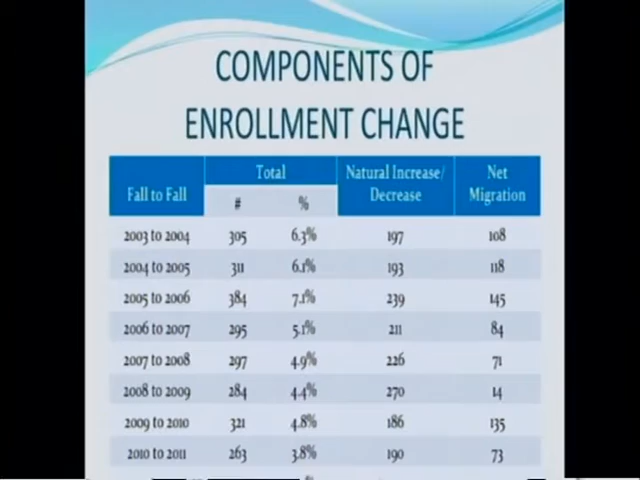 COMPONENTS OF
ENROLLMENT CHANGE
Fall to Fall Total Natural Increase/ Decrease Net Migration
# %
2003 to 2004 305 6.3% 197 108
2004 to 2005 311 6.1% 193 118
2005 to 2006 384 7.1% 239 145
2006 to 2007 295 5.1% 211 84
2007 to 2008 297 4.9% 226 71
2008 to 2009 284 4.4% 270 14
2009 to 2010 321 4.8% 186 135
2010 to 2011 263 3.8% 190 73